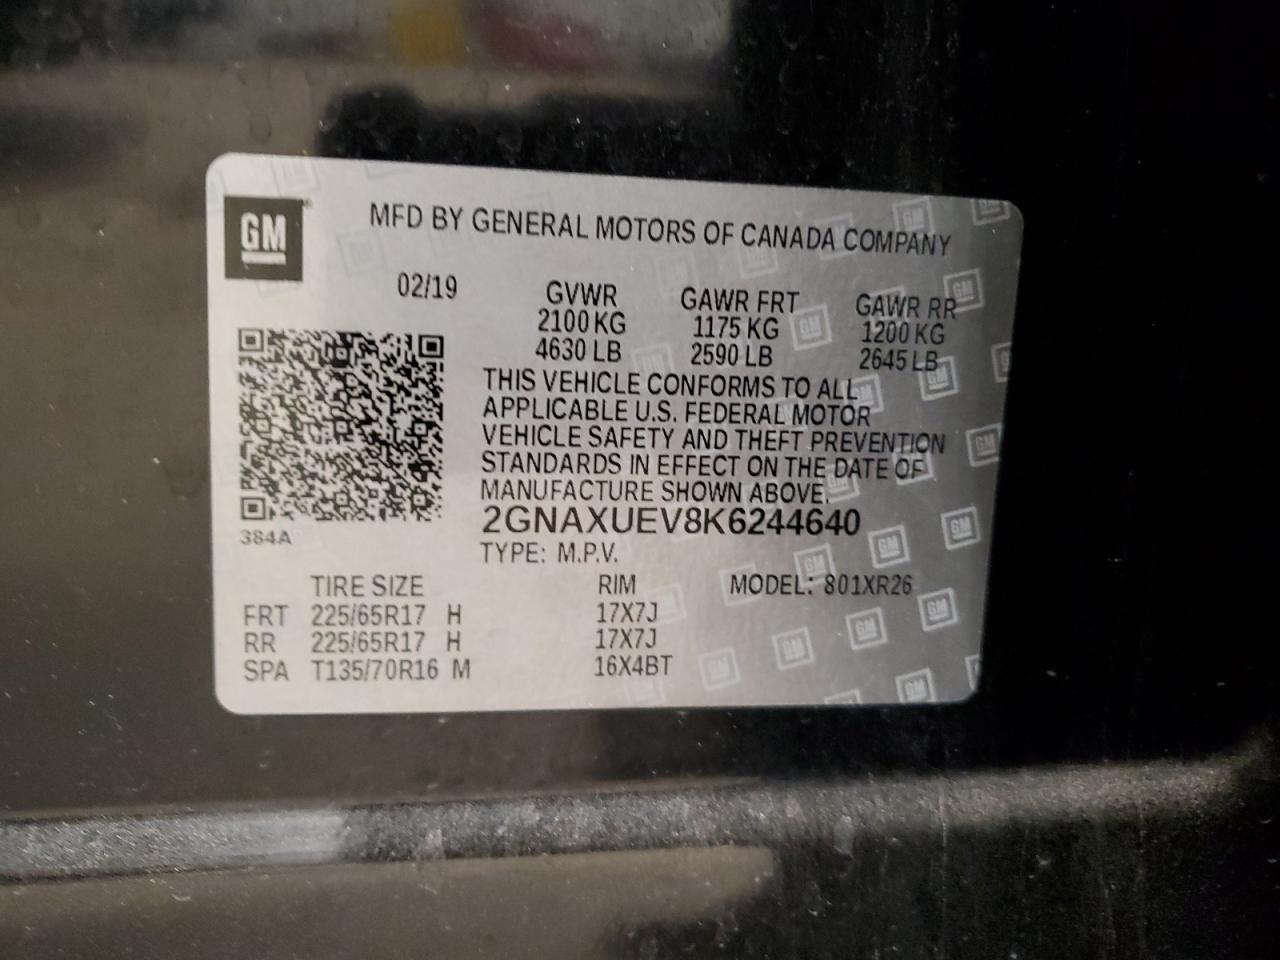 GM
MFD BY GENERAL MOTORS OF CANADA COMPANY
02/19
GVWR GAWR FRT GAWR RR
2100 KG 1175 KG 1200 KG
4630 LB 2590 LB 2645 LB
THIS VEHICLE CONFORMS TO ALL
APPLICABLE U.S. FEDERAL MOTOR
VEHICLE SAFETY AND THEFT PREVENTION
STANDARDS IN EFFECT ON THE DATE OF
MANUFACTURE SHOWN ABOVE.
2GNAXUEV8K6244640
384A
TYPE: M.P.V.
TIRE SIZE RIM MODEL: 801XR26
FRT 225/65R17 H 17X7J
RR 225/65R17 H 17X7J
SPA T135/70R16 M 16X4BT